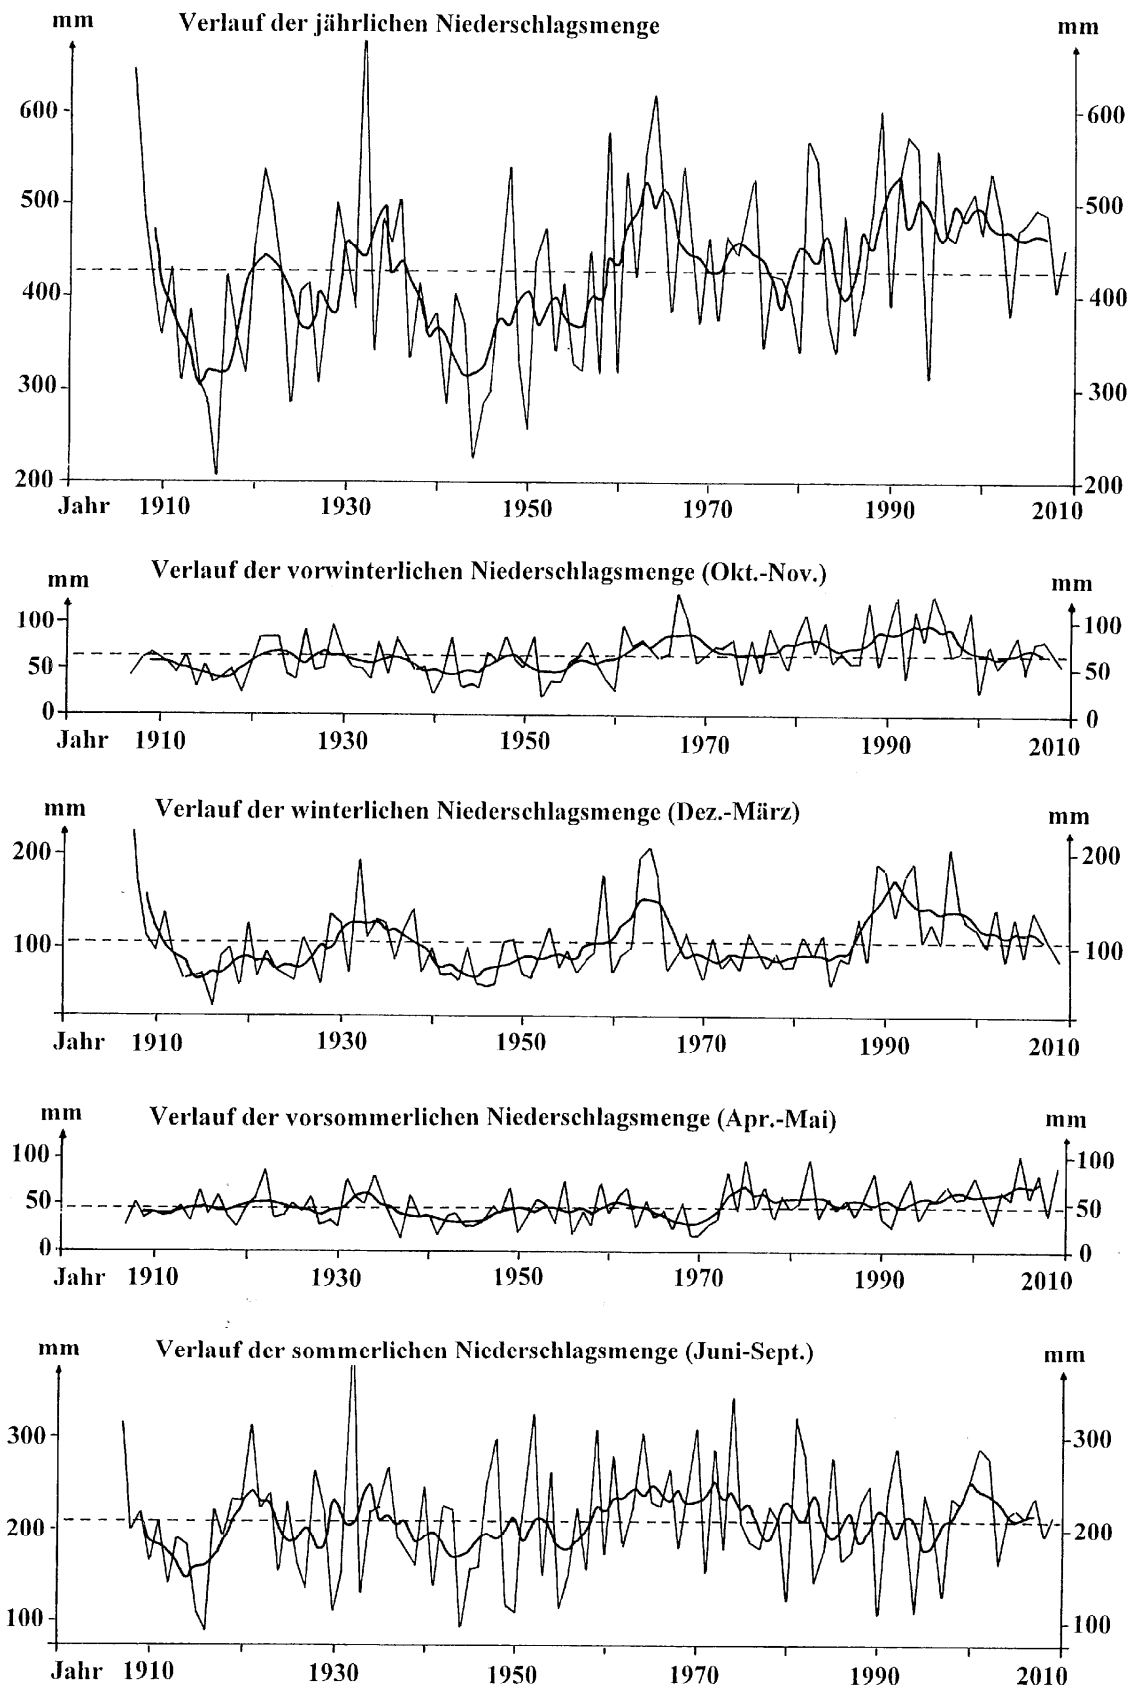 mm Verlauf der jährlichen Niederschlagsmenge mm
600 600
500 500
400 400
300 300
200 200
Jahr 1910 1930 1950 1970 1990 2010
mm Verlauf der vorwinterlichen Niederschlagsmenge (Okt.-Nov.) mm
100 100
50 50
0 0
Jahr 1910 1930 1950 1970 1990 2010
mm Verlauf der winterlichen Niederschlagsmenge (Dez.-März) mm
200 200
100 100
Jahr 1910 1930 1950 1970 1990 2010
mm Verlauf der vorsommerlichen Niederschlagsmenge (Apr.-Mai) mm
100 100
50 50
0 0
Jahr 1910 1930 1950 1970 1990 2010
mm Verlauf der sommerlichen Niederschlagsmenge (Juni-Sept.) mm
300 300
200 200
100 100
Jahr 1910 1930 1950 1970 1990 2010